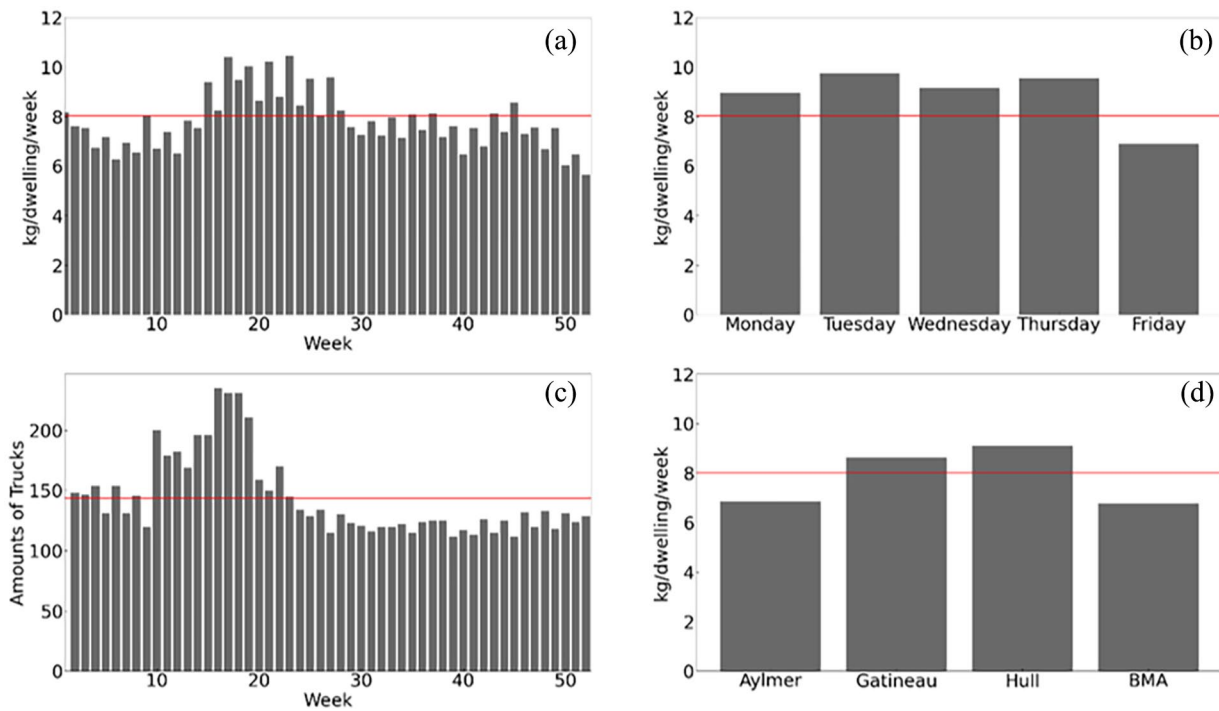 (a)
kg/dwelling/week
12
10
8
6
4
2
0
10 20 30 40 50
Week
(b)
kg/dwelling/week
12
10
8
6
4
2
0
Monday Tuesday Wednesday Thursday Friday
(c)
Amounts of Trucks
200
150
100
50
0
10 20 30 40 50
Week
(d)
kg/dwelling/week
12
10
8
6
4
2
0
Aylmer Gatineau Hull BMA